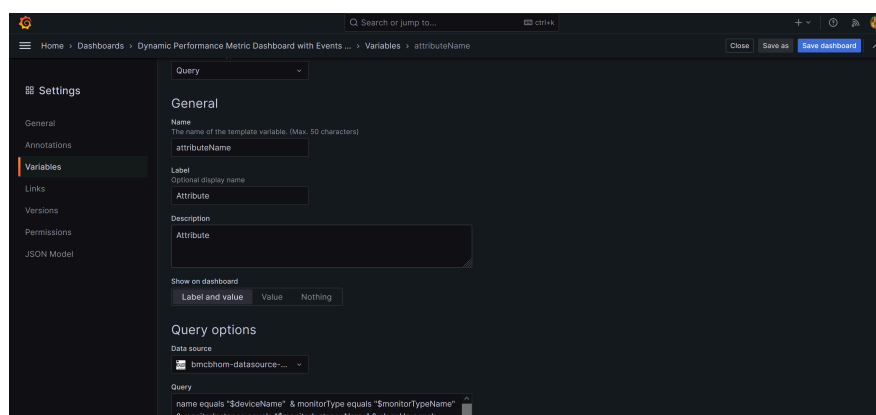 Search or jump to...
ctrl+k
Home › Dashboards › Dynamic Performance Metric Dashboard with Events ... › Variables › attributeName
Close
Save as
Save dashboard
Query
Settings
General
Annotations
Variables
Links
Versions
Permissions
JSON Model
General
Name
The name of the template variable. (Max. 50 characters)
attributeName
Label
Optional display name
Attribute
Description
Attribute
Show on dashboard
Label and value
Value
Nothing
Query options
Data source
bmcbhom-datasource-...
Query
name equals "$deviceName" & monitorType equals "$monitorTypeName"